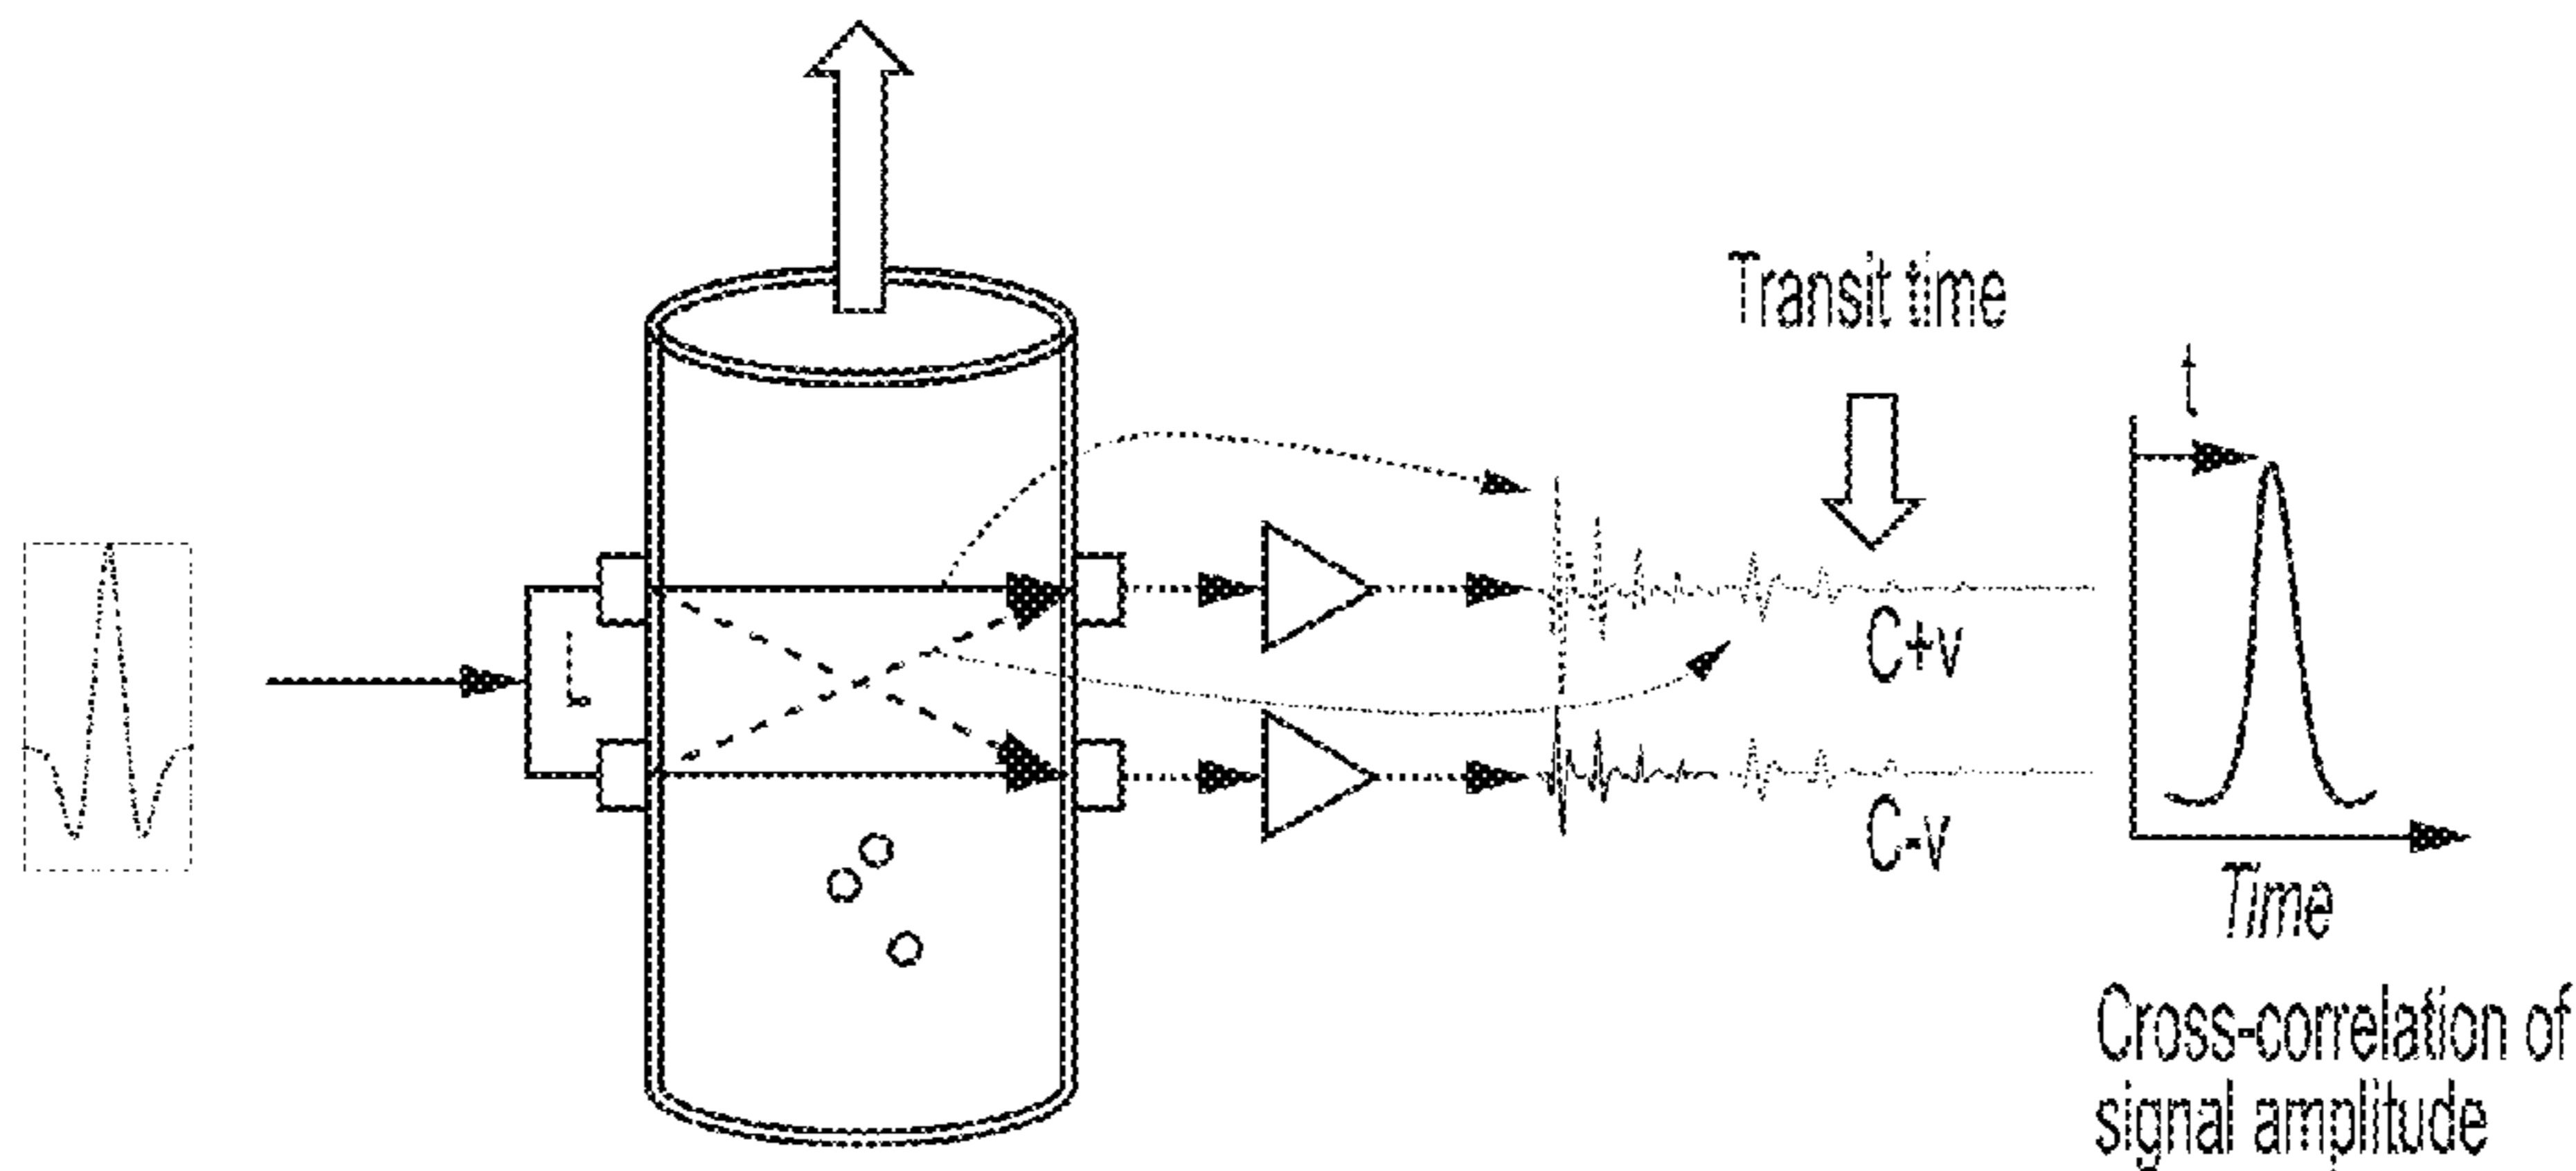 Transit time
t
L
C+v
C-v
Time
Cross-correlation of
signal amplitude